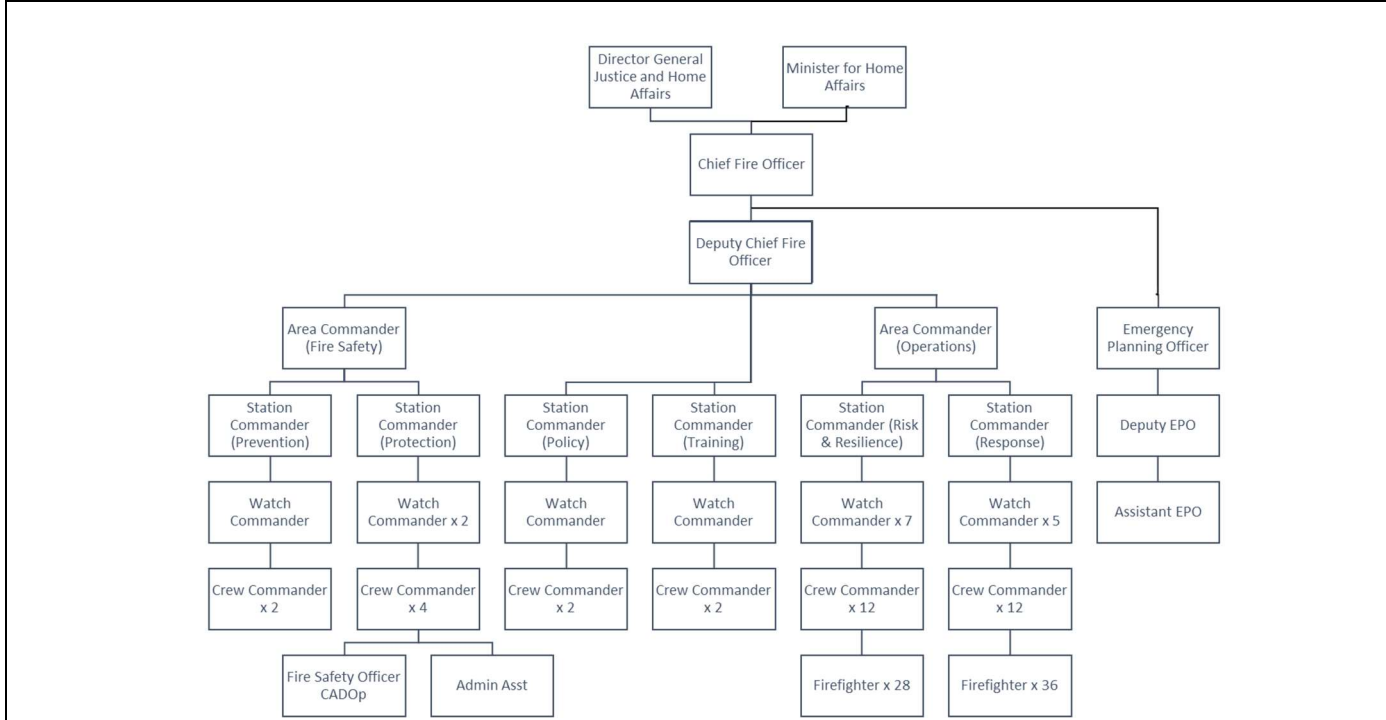 Director General
Justice and Home
Affairs
Minister for Home
Affairs
Chief Fire Officer
Deputy Chief Fire
Officer
Area Commander
(Fire Safety)
Area Commander
(Operations)
Emergency
Planning Officer
Station
Commander
(Prevention)
Station
Commander
(Protection)
Station
Commander
(Policy)
Station
Commander
(Training)
Station
Commander (Risk
& Resilience)
Station
Commander
(Response)
Deputy EPO
Watch
Commander
Watch
Commander x 2
Watch
Commander
Watch
Commander
Watch
Commander x 7
Watch
Commander x 5
Assistant EPO
Crew Commander
x 2
Crew Commander
x 4
Crew Commander
x 2
Crew Commander
x 2
Crew Commander
x 12
Crew Commander
x 12
Fire Safety Officer
CADOp
Admin Asst
Firefighter x 28
Firefighter x 36